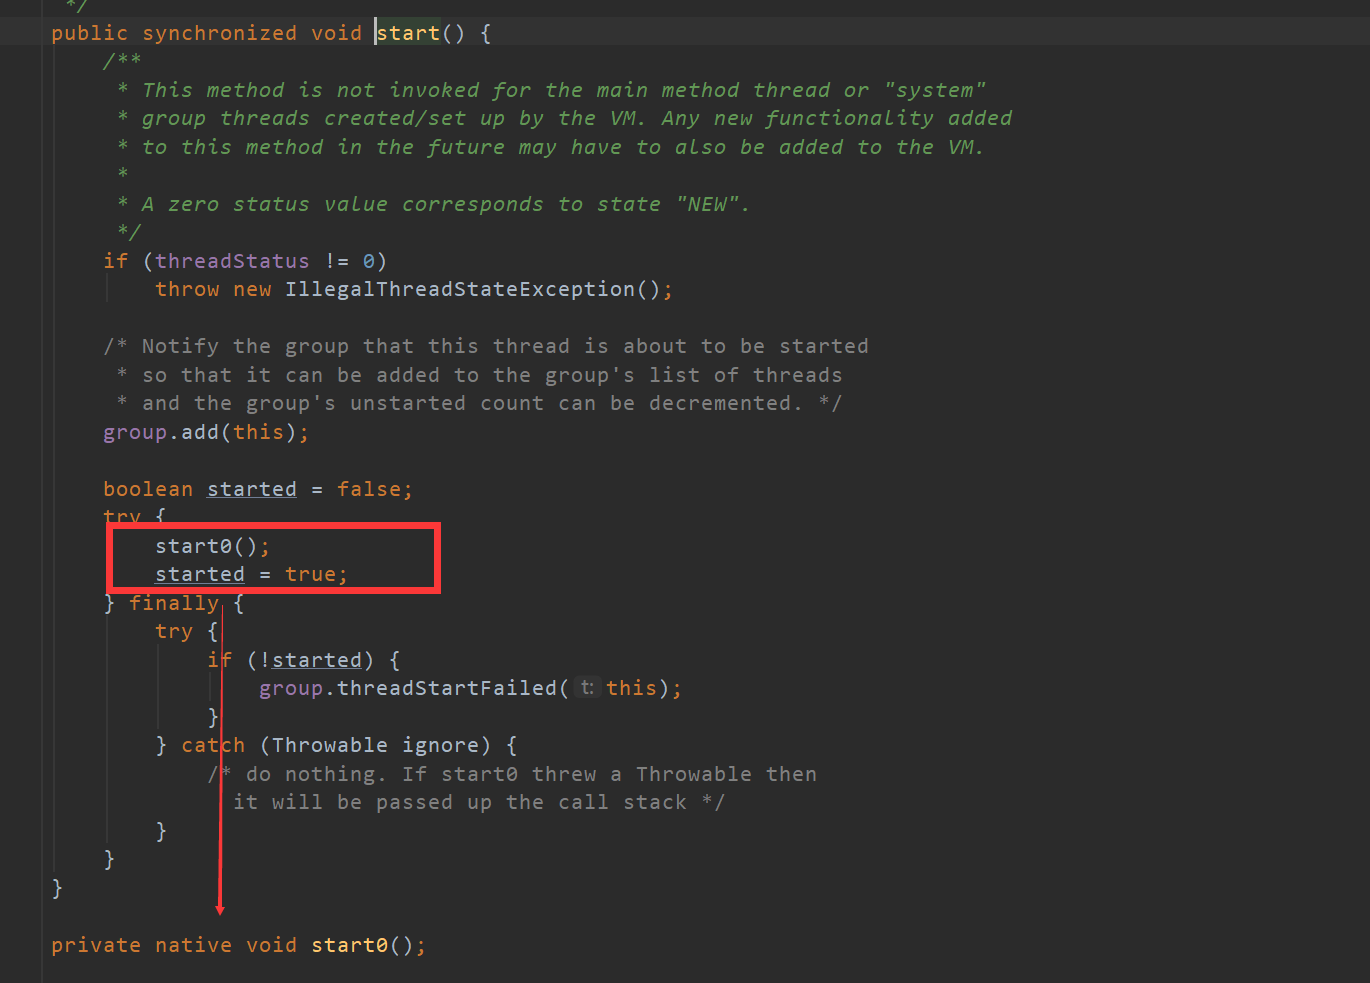 */
public synchronized void start() {
/**
* This method is not invoked for the main method thread or "system"
* group threads created/set up by the VM. Any new functionality added
* to this method in the future may have to also be added to the VM.
*
* A zero status value corresponds to state "NEW".
*/
if (threadStatus != 0)
throw new IllegalThreadStateException();
/* Notify the group that this thread is about to be started
* so that it can be added to the group's list of threads
* and the group's unstarted count can be decremented. */
group.add(this);
boolean started = false;
try {
start0();
started = true;
} finally {
try {
if (!started) {
group.threadStartFailed( t: this);
}
} catch (Throwable ignore) {
/* do nothing. If start0 threw a Throwable then
it will be passed up the call stack */
}
}
}
private native void start0();